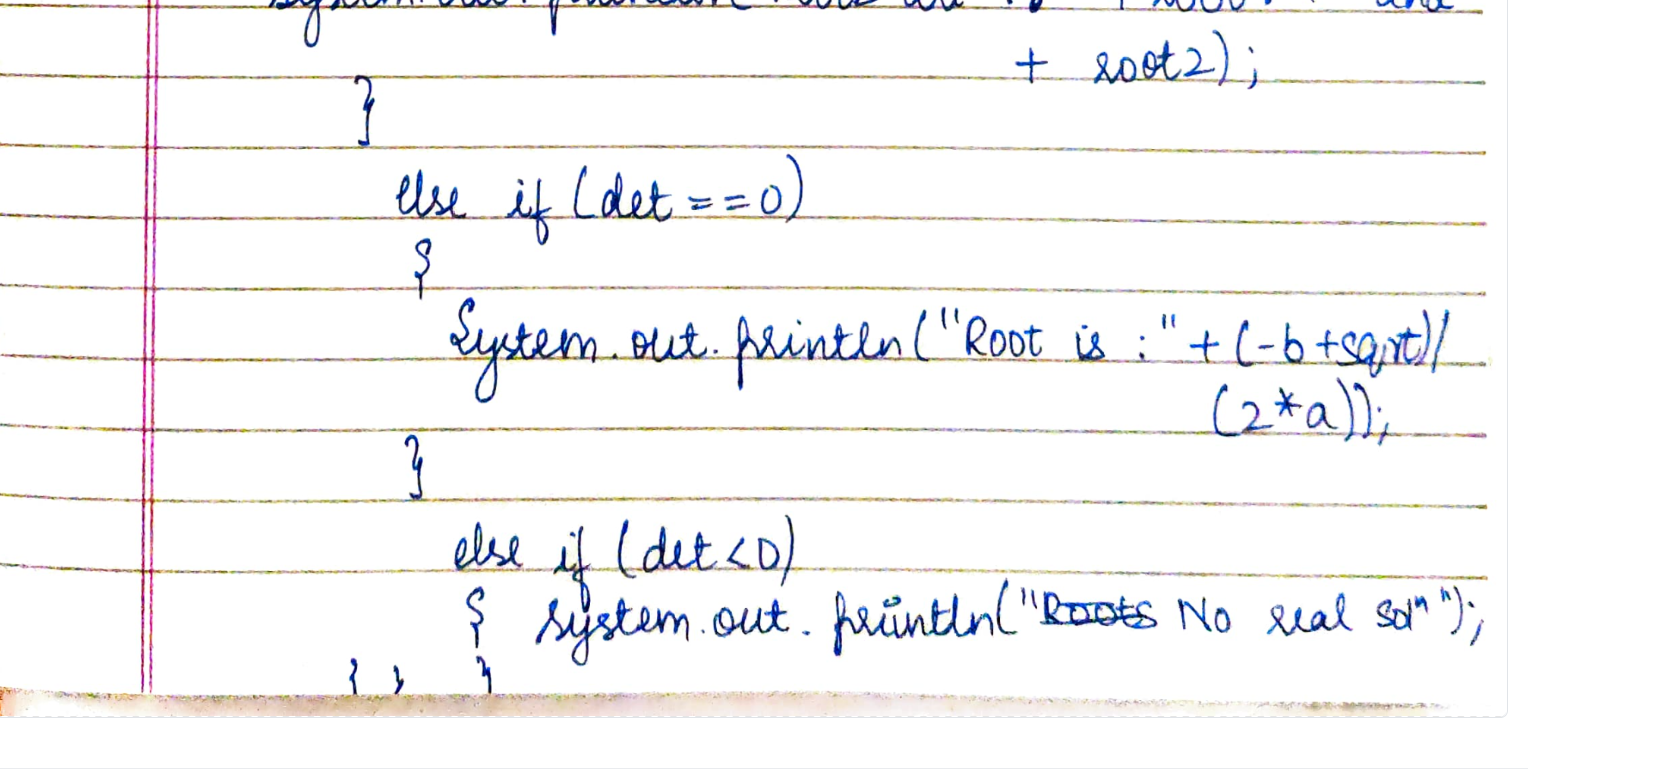 + root2);
}
else if (det ==0)
{
System.out.println("Root is :" + (-b +sqrt)/
(2*a));
}
else if (det <0)
{ system.out.println("Roots No real solⁿ");
} } }